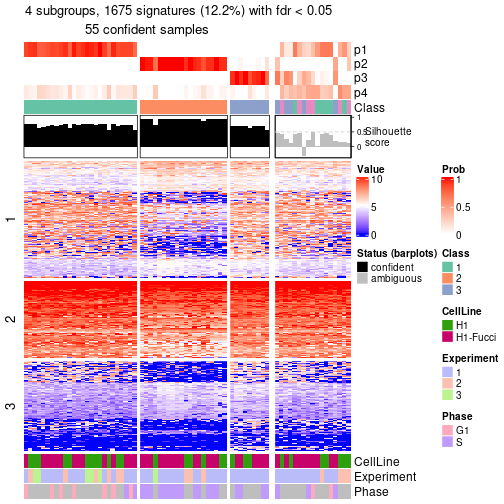 4 subgroups, 1675 signatures (12.2%) with fdr < 0.05
55 confident samples
p1
p2
p3
p4
Class
1
0.5
0
Silhouette
score
1
2
3
CellLine
Experiment
Phase
Value
10
5
0
Prob
1
0.5
0
Status (barplots)
confident
ambiguous
Class
1
2
3
CellLine
H1
H1-Fucci
Experiment
1
2
3
Phase
G1
S